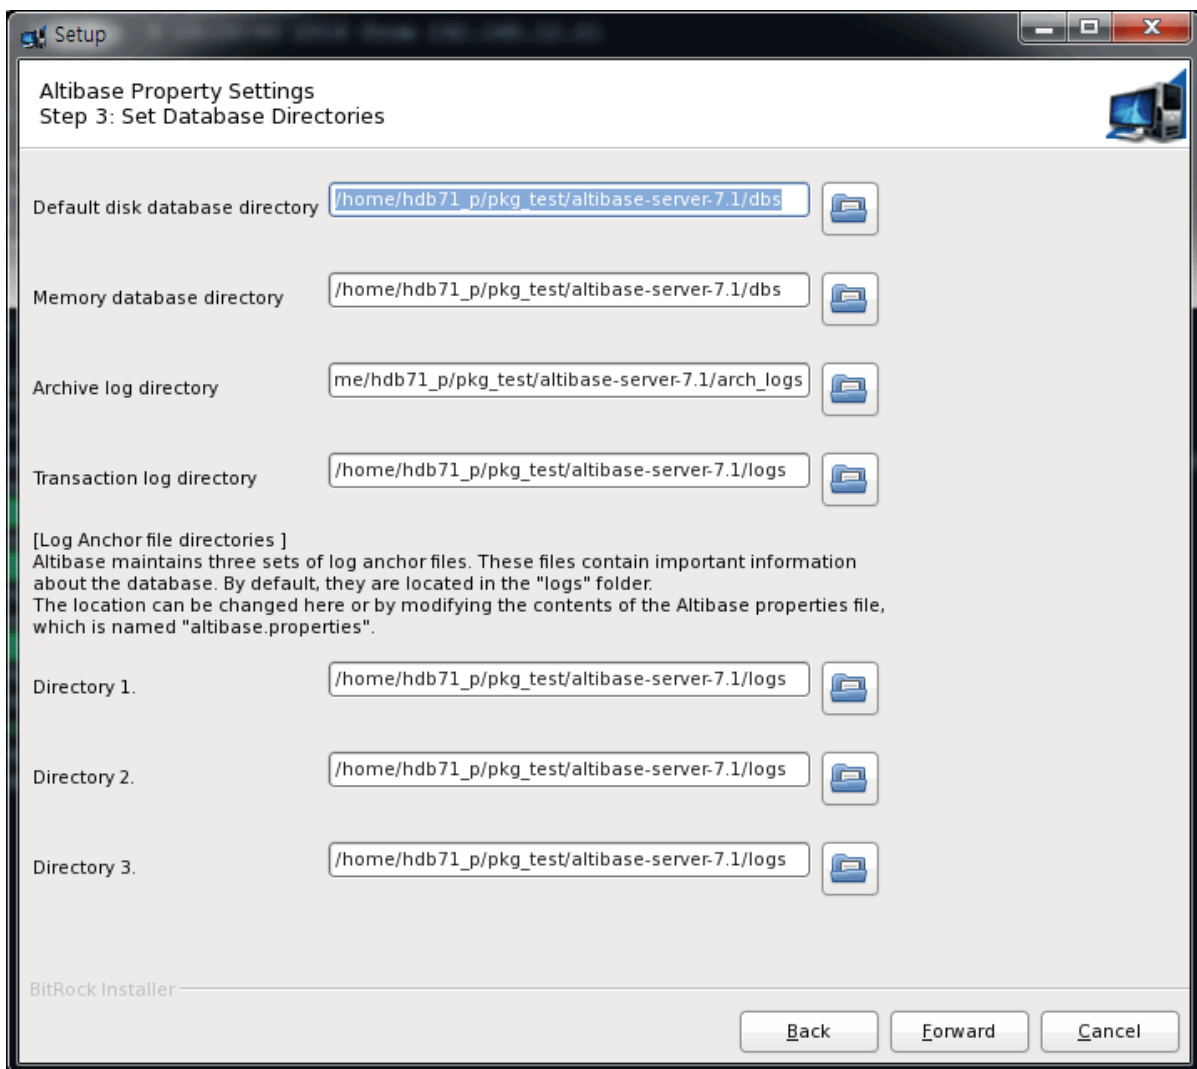 Setup
Altibase Property Settings
Step 3: Set Database Directories
Default disk database directory /home/hdb71_p/pkg_test/altibase-server-7.1/dbs
Memory database directory /home/hdb71_p/pkg_test/altibase-server-7.1/dbs
Archive log directory me/hdb71_p/pkg_test/altibase-server-7.1/arch_logs
Transaction log directory /home/hdb71_p/pkg_test/altibase-server-7.1/logs
[Log Anchor file directories ]
Altibase maintains three sets of log anchor files. These files contain important information
about the database. By default, they are located in the "logs" folder.
The location can be changed here or by modifying the contents of the Altibase properties file,
which is named "altibase.properties".
Directory 1. /home/hdb71_p/pkg_test/altibase-server-7.1/logs
Directory 2. /home/hdb71_p/pkg_test/altibase-server-7.1/logs
Directory 3. /home/hdb71_p/pkg_test/altibase-server-7.1/logs
BitRock Installer
Back Forward Cancel